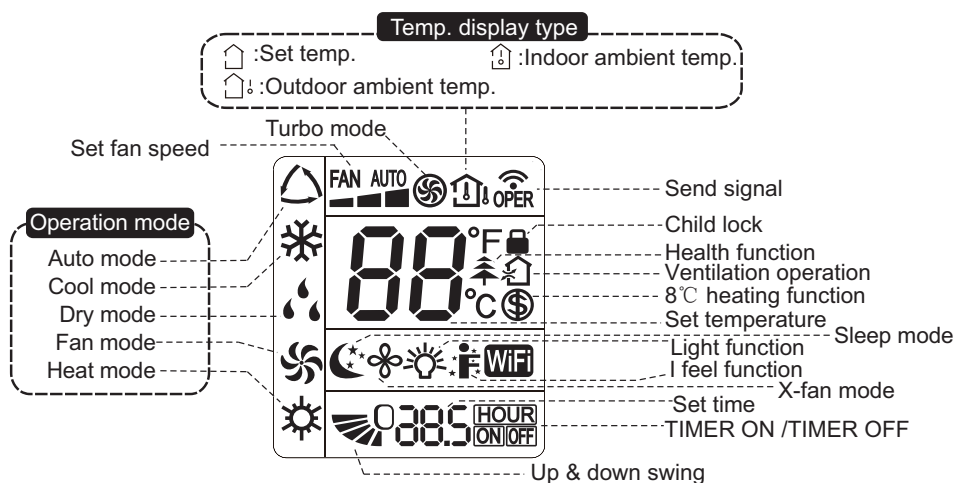 Temp. display type
:Set temp.
:Indoor ambient temp.
:Outdoor ambient temp.
Turbo mode
Set fan speed
FAN AUTO
OPER
Send signal
Operation mode
Auto mode
Cool mode
Dry mode
Fan mode
Heat mode
88 °F
°C
Child lock
Health function
Ventilation operation
8℃ heating function
Set temperature
Sleep mode
WiFi
Light function
I feel function
X-fan mode
Set time
038.5 HOUR
ON OFF
TIMER ON /TIMER OFF
Up & down swing